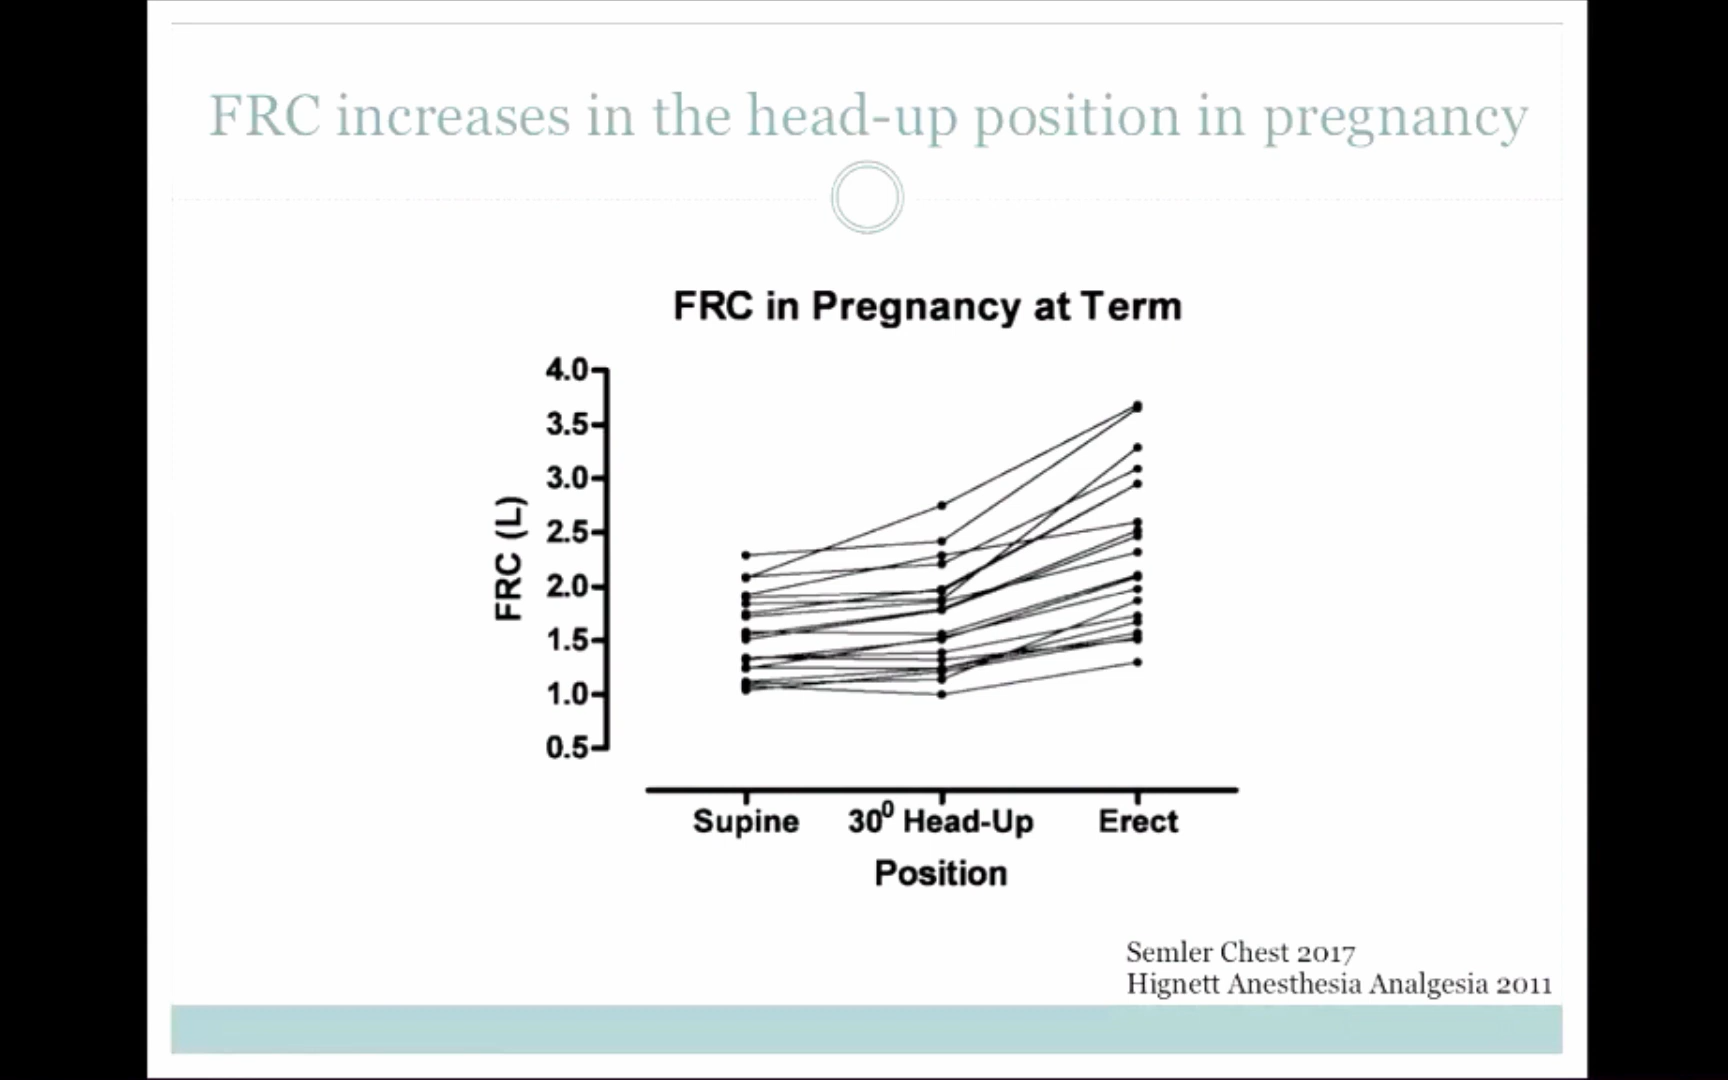 FRC increases in the head-up position in pregnancy
FRC in Pregnancy at Term
4.0
3.5
3.0
2.5
2.0
1.5
1.0
0.5
FRC (L)
Supine
30⁰ Head-Up
Erect
Position
Semler Chest 2017
Hignett Anesthesia Analgesia 2011